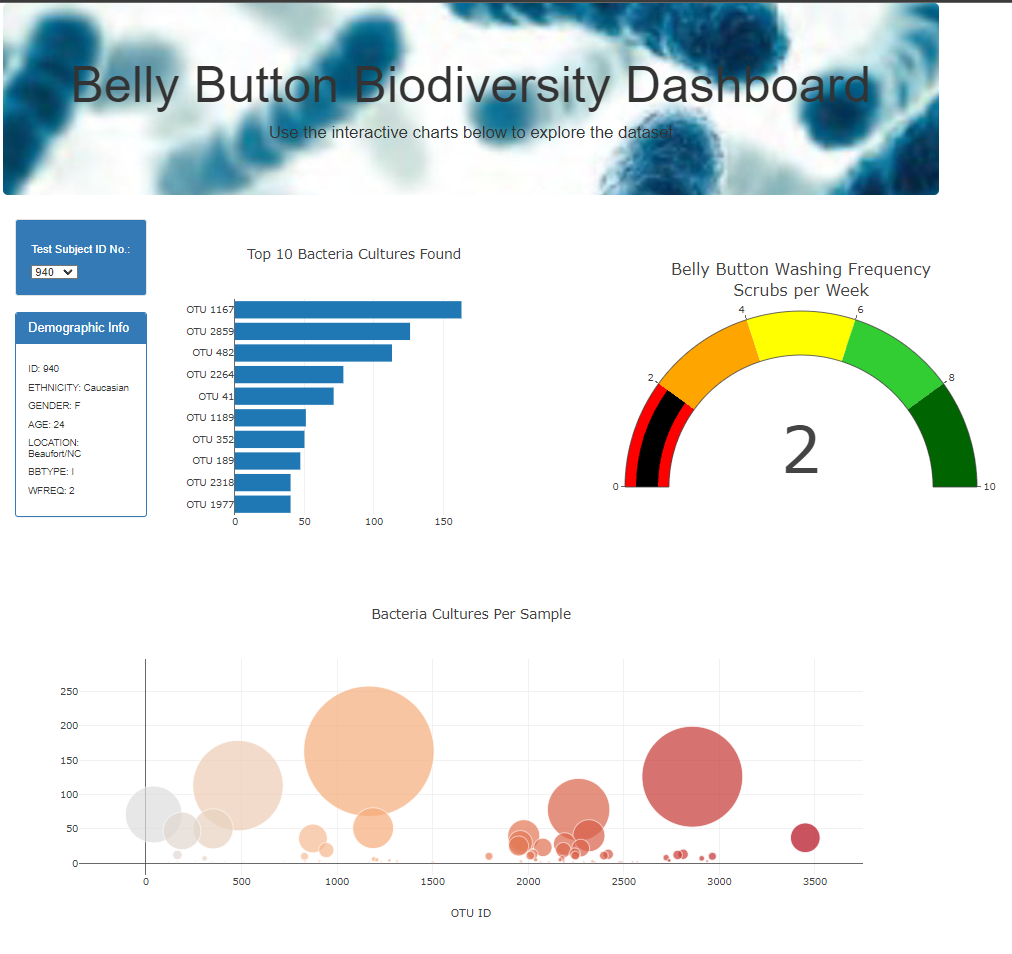 Belly Button Biodiversity Dashboard
Use the interactive charts below to explore the dataset
Test Subject ID No.:
940
Demographic Info
ID: 940
ETHNICITY: Caucasian
GENDER: F
AGE: 24
LOCATION:
Beaufort/NC
BBTYPE: I
WFREQ: 2
Top 10 Bacteria Cultures Found
OTU 1167
OTU 2859
OTU 482
OTU 2264
OTU 41
OTU 1189
OTU 352
OTU 189
OTU 2318
OTU 1977
0 50 100 150
Belly Button Washing Frequency
Scrubs per Week
0 2 4 6 8 10
2
Bacteria Cultures Per Sample
250
200
150
100
50
0
0 500 1000 1500 2000 2500 3000 3500
OTU ID